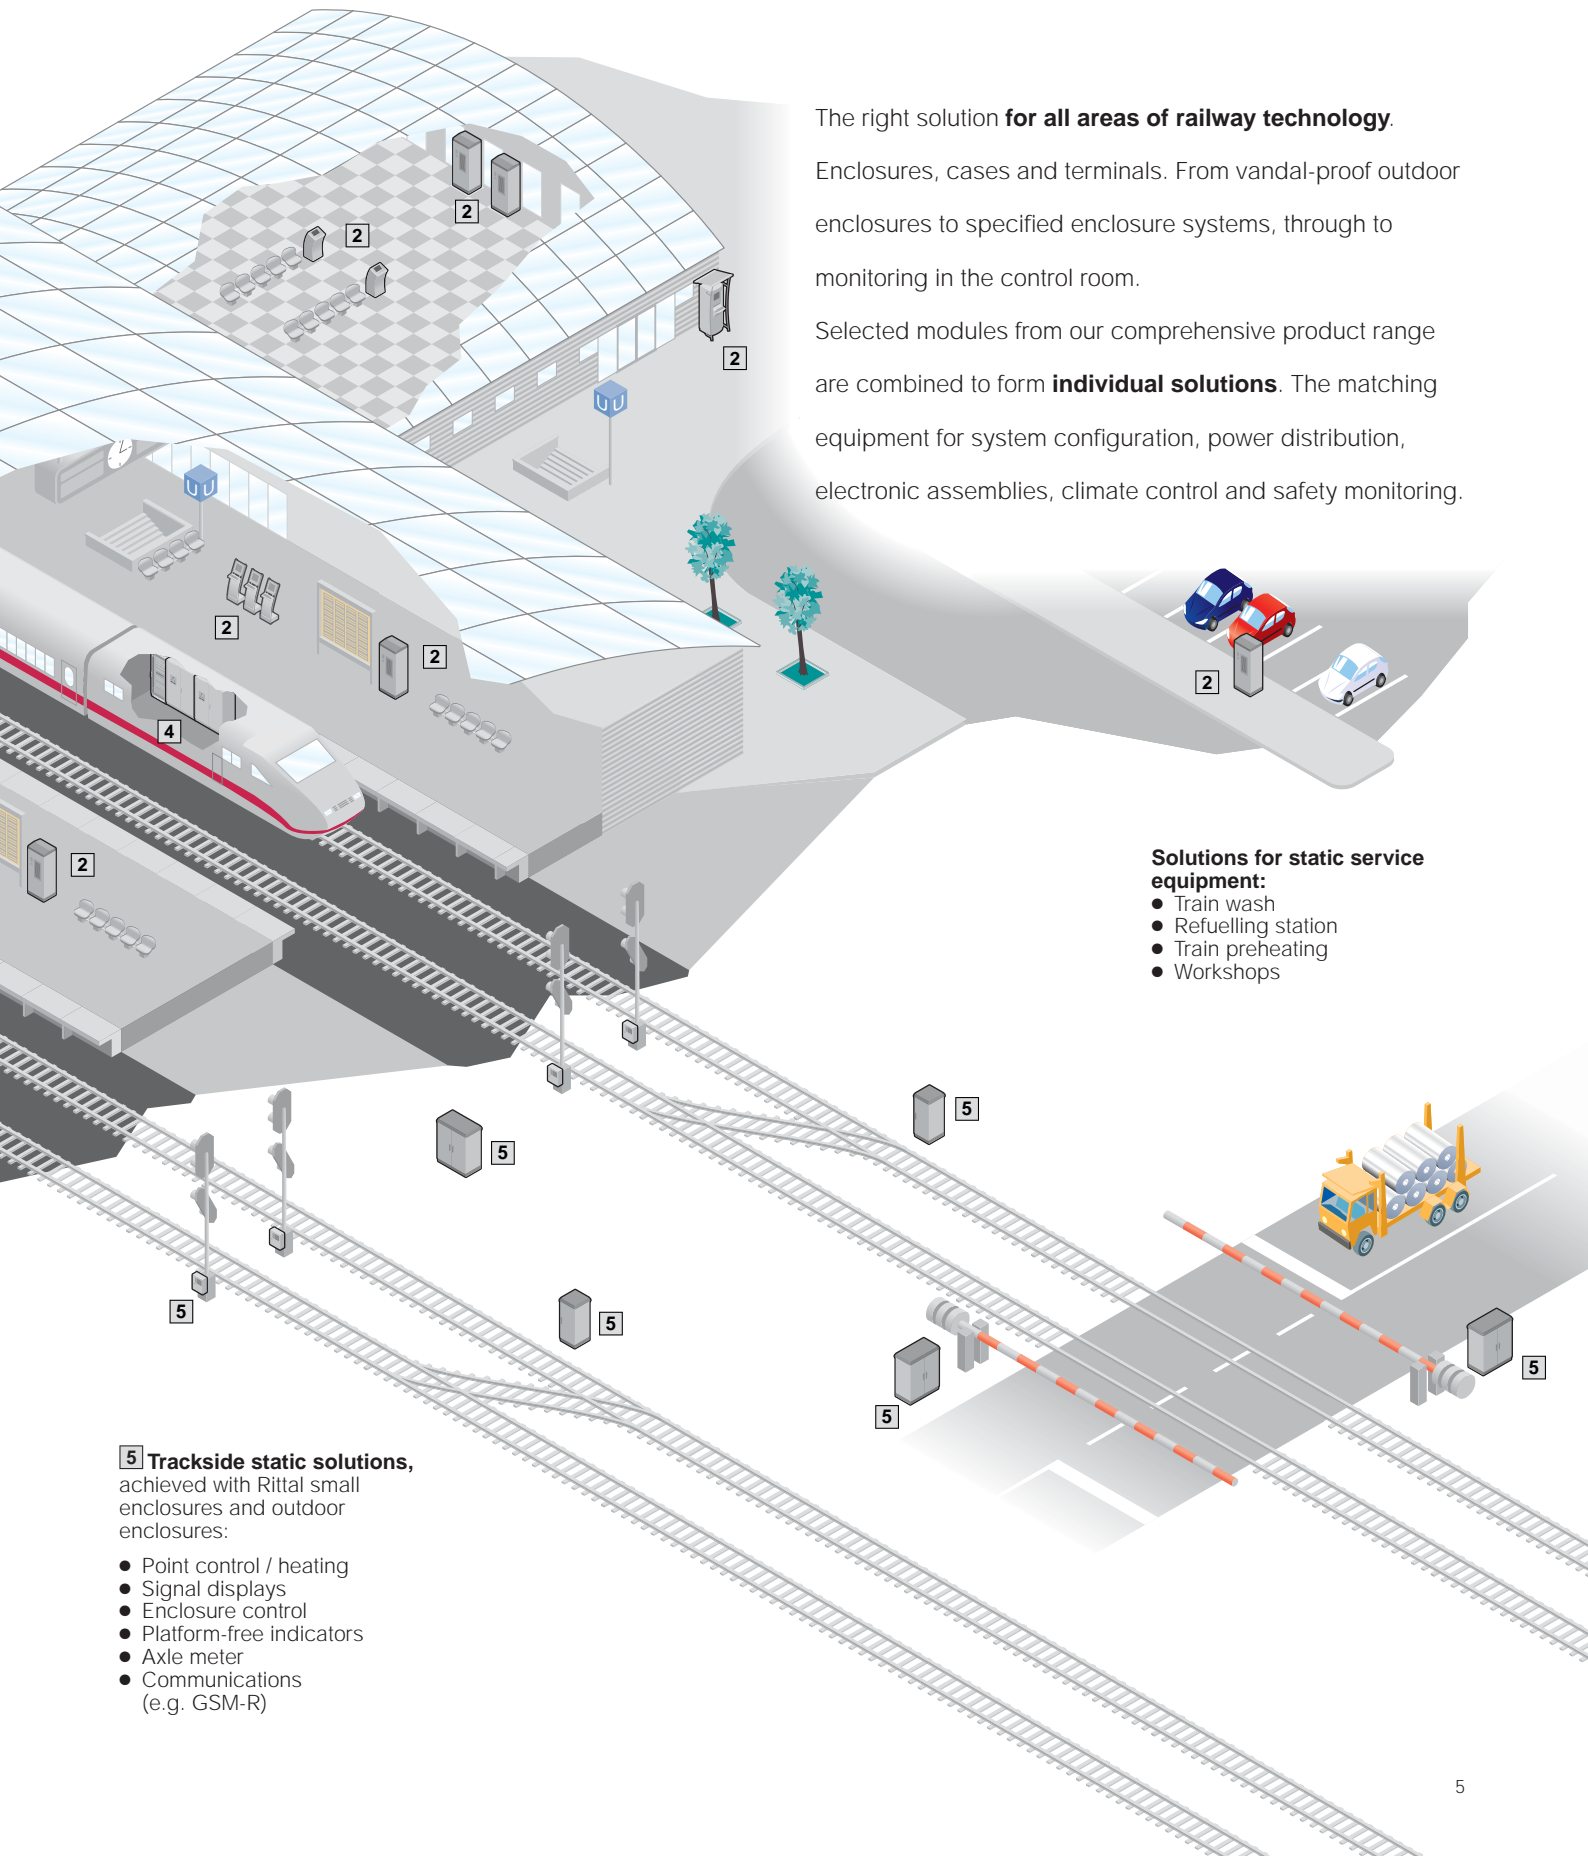 The right solution for all areas of railway technology.
Enclosures, cases and terminals. From vandal-proof outdoor
enclosures to specified enclosure systems, through to
monitoring in the control room.
Selected modules from our comprehensive product range
are combined to form individual solutions. The matching
equipment for system configuration, power distribution,
electronic assemblies, climate control and safety monitoring.
2
2
2
U U
U U
2
2
2
4
2
Solutions for static service
equipment:
● Train wash
● Refuelling station
● Train preheating
● Workshops
5
5
5
5
5
5
5 Trackside static solutions,
achieved with Rittal small
enclosures and outdoor
enclosures:
● Point control / heating
● Signal displays
● Enclosure control
● Platform-free indicators
● Axle meter
● Communications
(e.g. GSM-R)
5